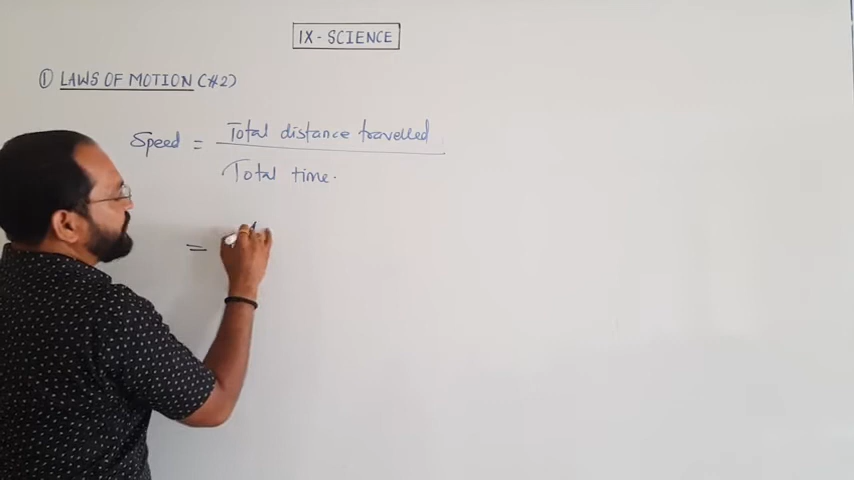 IX - SCIENCE
① LAWS OF MOTION (#2)
Speed = Total distance travelled
Total time.
=